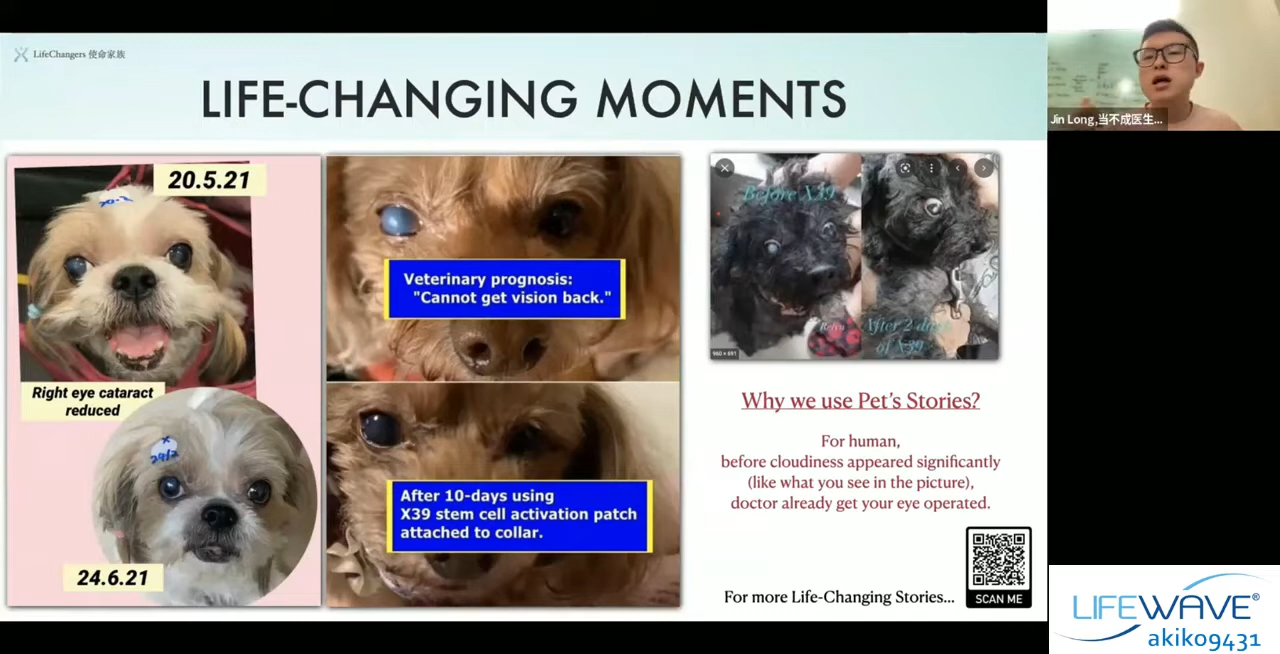 LifeChangers 使命家族
LIFE-CHANGING MOMENTS
20.5.21
Right eye cataract
reduced
24.6.21
Veterinary prognosis:
"Cannot get vision back."
After 10-days using
X39 stem cell activation patch
attached to collar.
Before X39
After 2 days
of X39
960 × 691
Why we use Pet's Stories?
For human,
before cloudiness appeared significantly
(like what you see in the picture),
doctor already get your eye operated.
For more Life-Changing Stories...
SCAN ME
Jin Long,当不成医生...
LIFEWAVE®
akiko9431